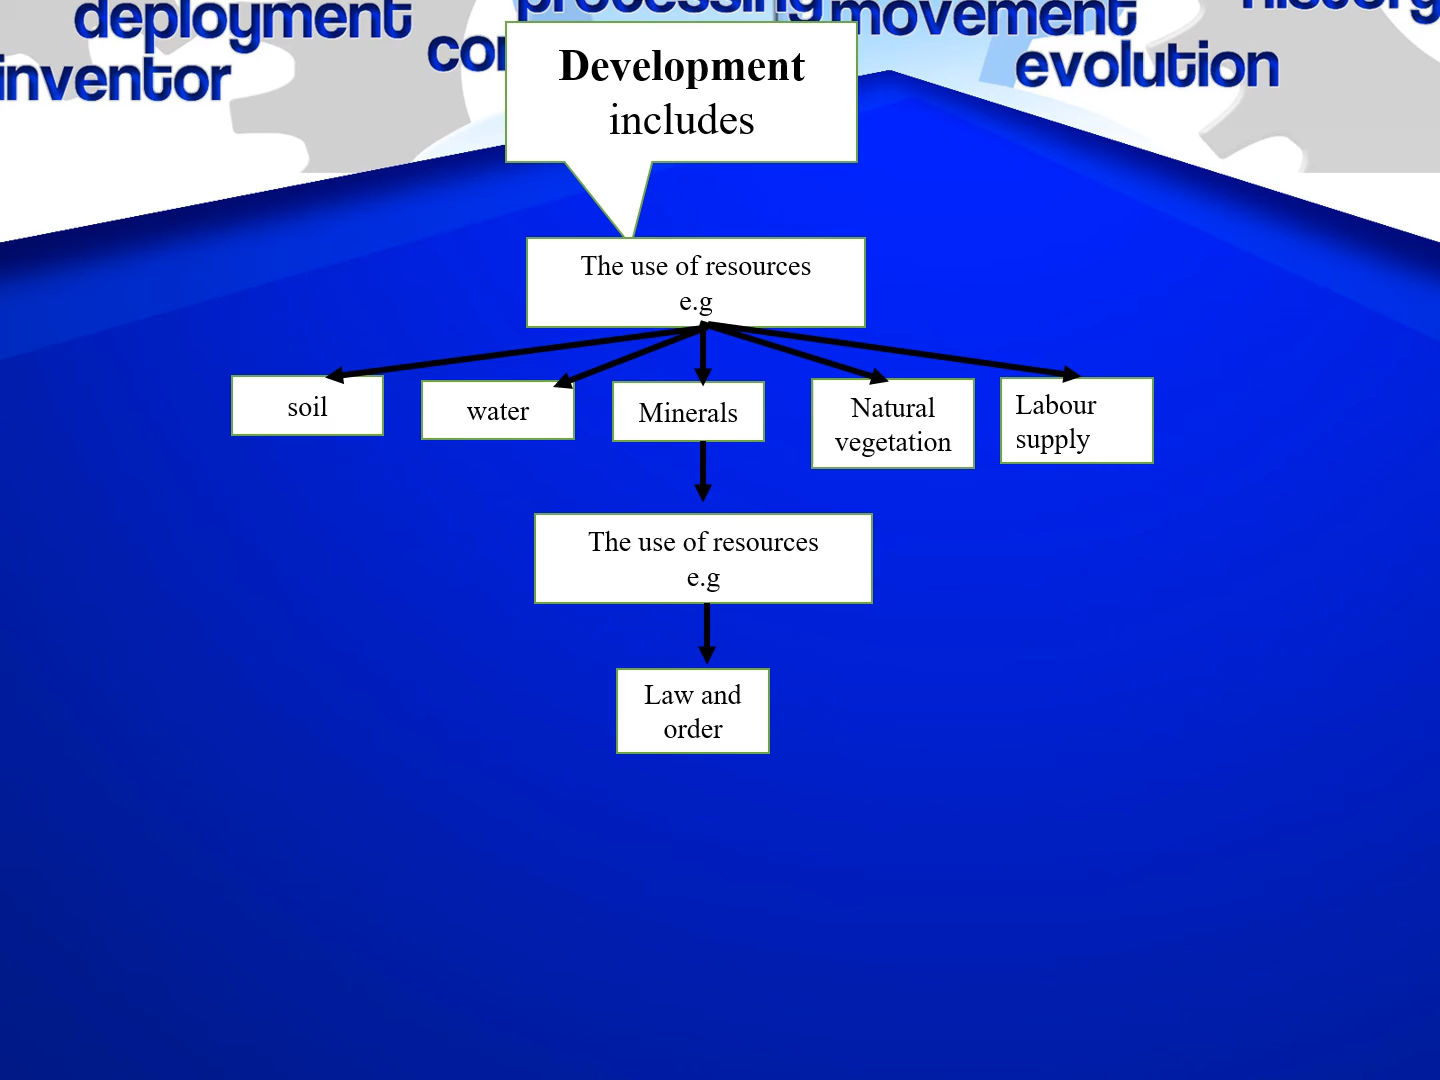 processing
movement
deployment
evolution
inventor
Development
includes
The use of resources
e.g
soil
water
Minerals
Natural
vegetation
Labour
supply
The use of resources
e.g
Law and
order